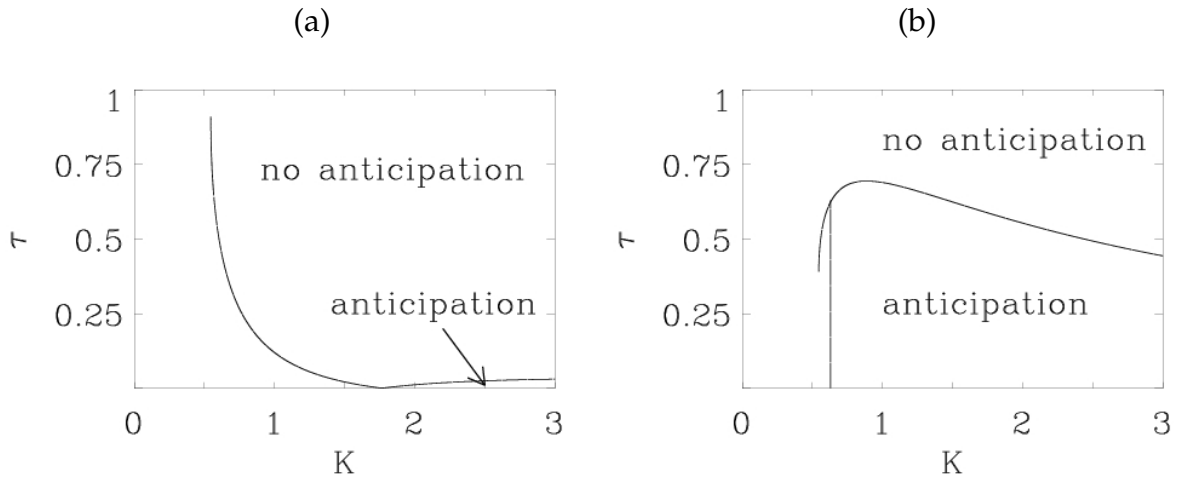 (a)
1
0.75
0.5
0.25
τ
no anticipation
anticipation
0 1 2 3
K
(b)
1
0.75
0.5
0.25
τ
no anticipation
anticipation
0 1 2 3
K